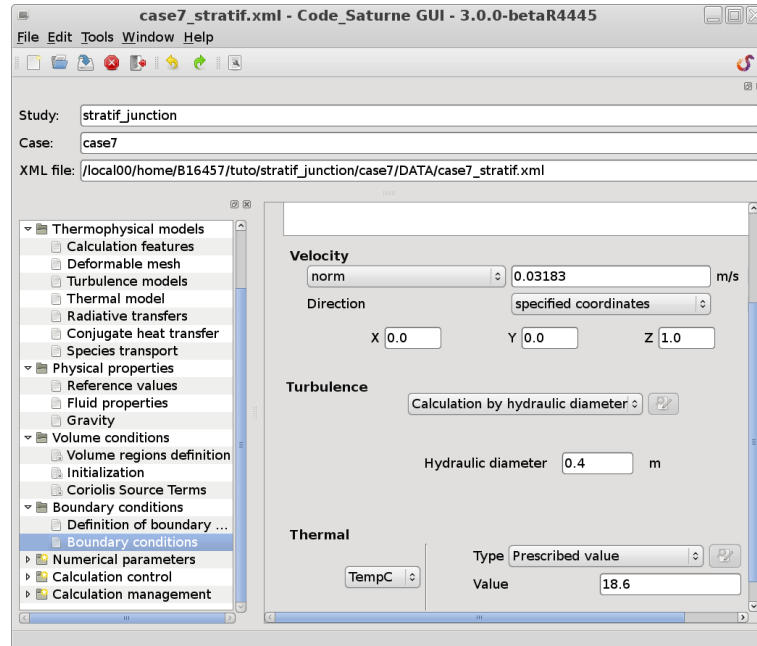 case7_stratif.xml - Code_Saturne GUI - 3.0.0-betaR4445
File Edit Tools Window Help
Study: stratif_junction
Case: case7
XML file: /local00/home/B16457/tuto/stratif_junction/case7/DATA/case7_stratif.xml
Thermophysical models
Calculation features
Deformable mesh
Turbulence models
Thermal model
Radiative transfers
Conjugate heat transfer
Species transport
Physical properties
Reference values
Fluid properties
Gravity
Volume conditions
Volume regions definition
Initialization
Coriolis Source Terms
Boundary conditions
Definition of boundary ...
Boundary conditions
Numerical parameters
Calculation control
Calculation management
Velocity
norm 0.03183 m/s
Direction specified coordinates
X 0.0 Y 0.0 Z 1.0
Turbulence
Calculation by hydraulic diameter
Hydraulic diameter 0.4 m
Thermal
Type Prescribed value
TempC Value 18.6